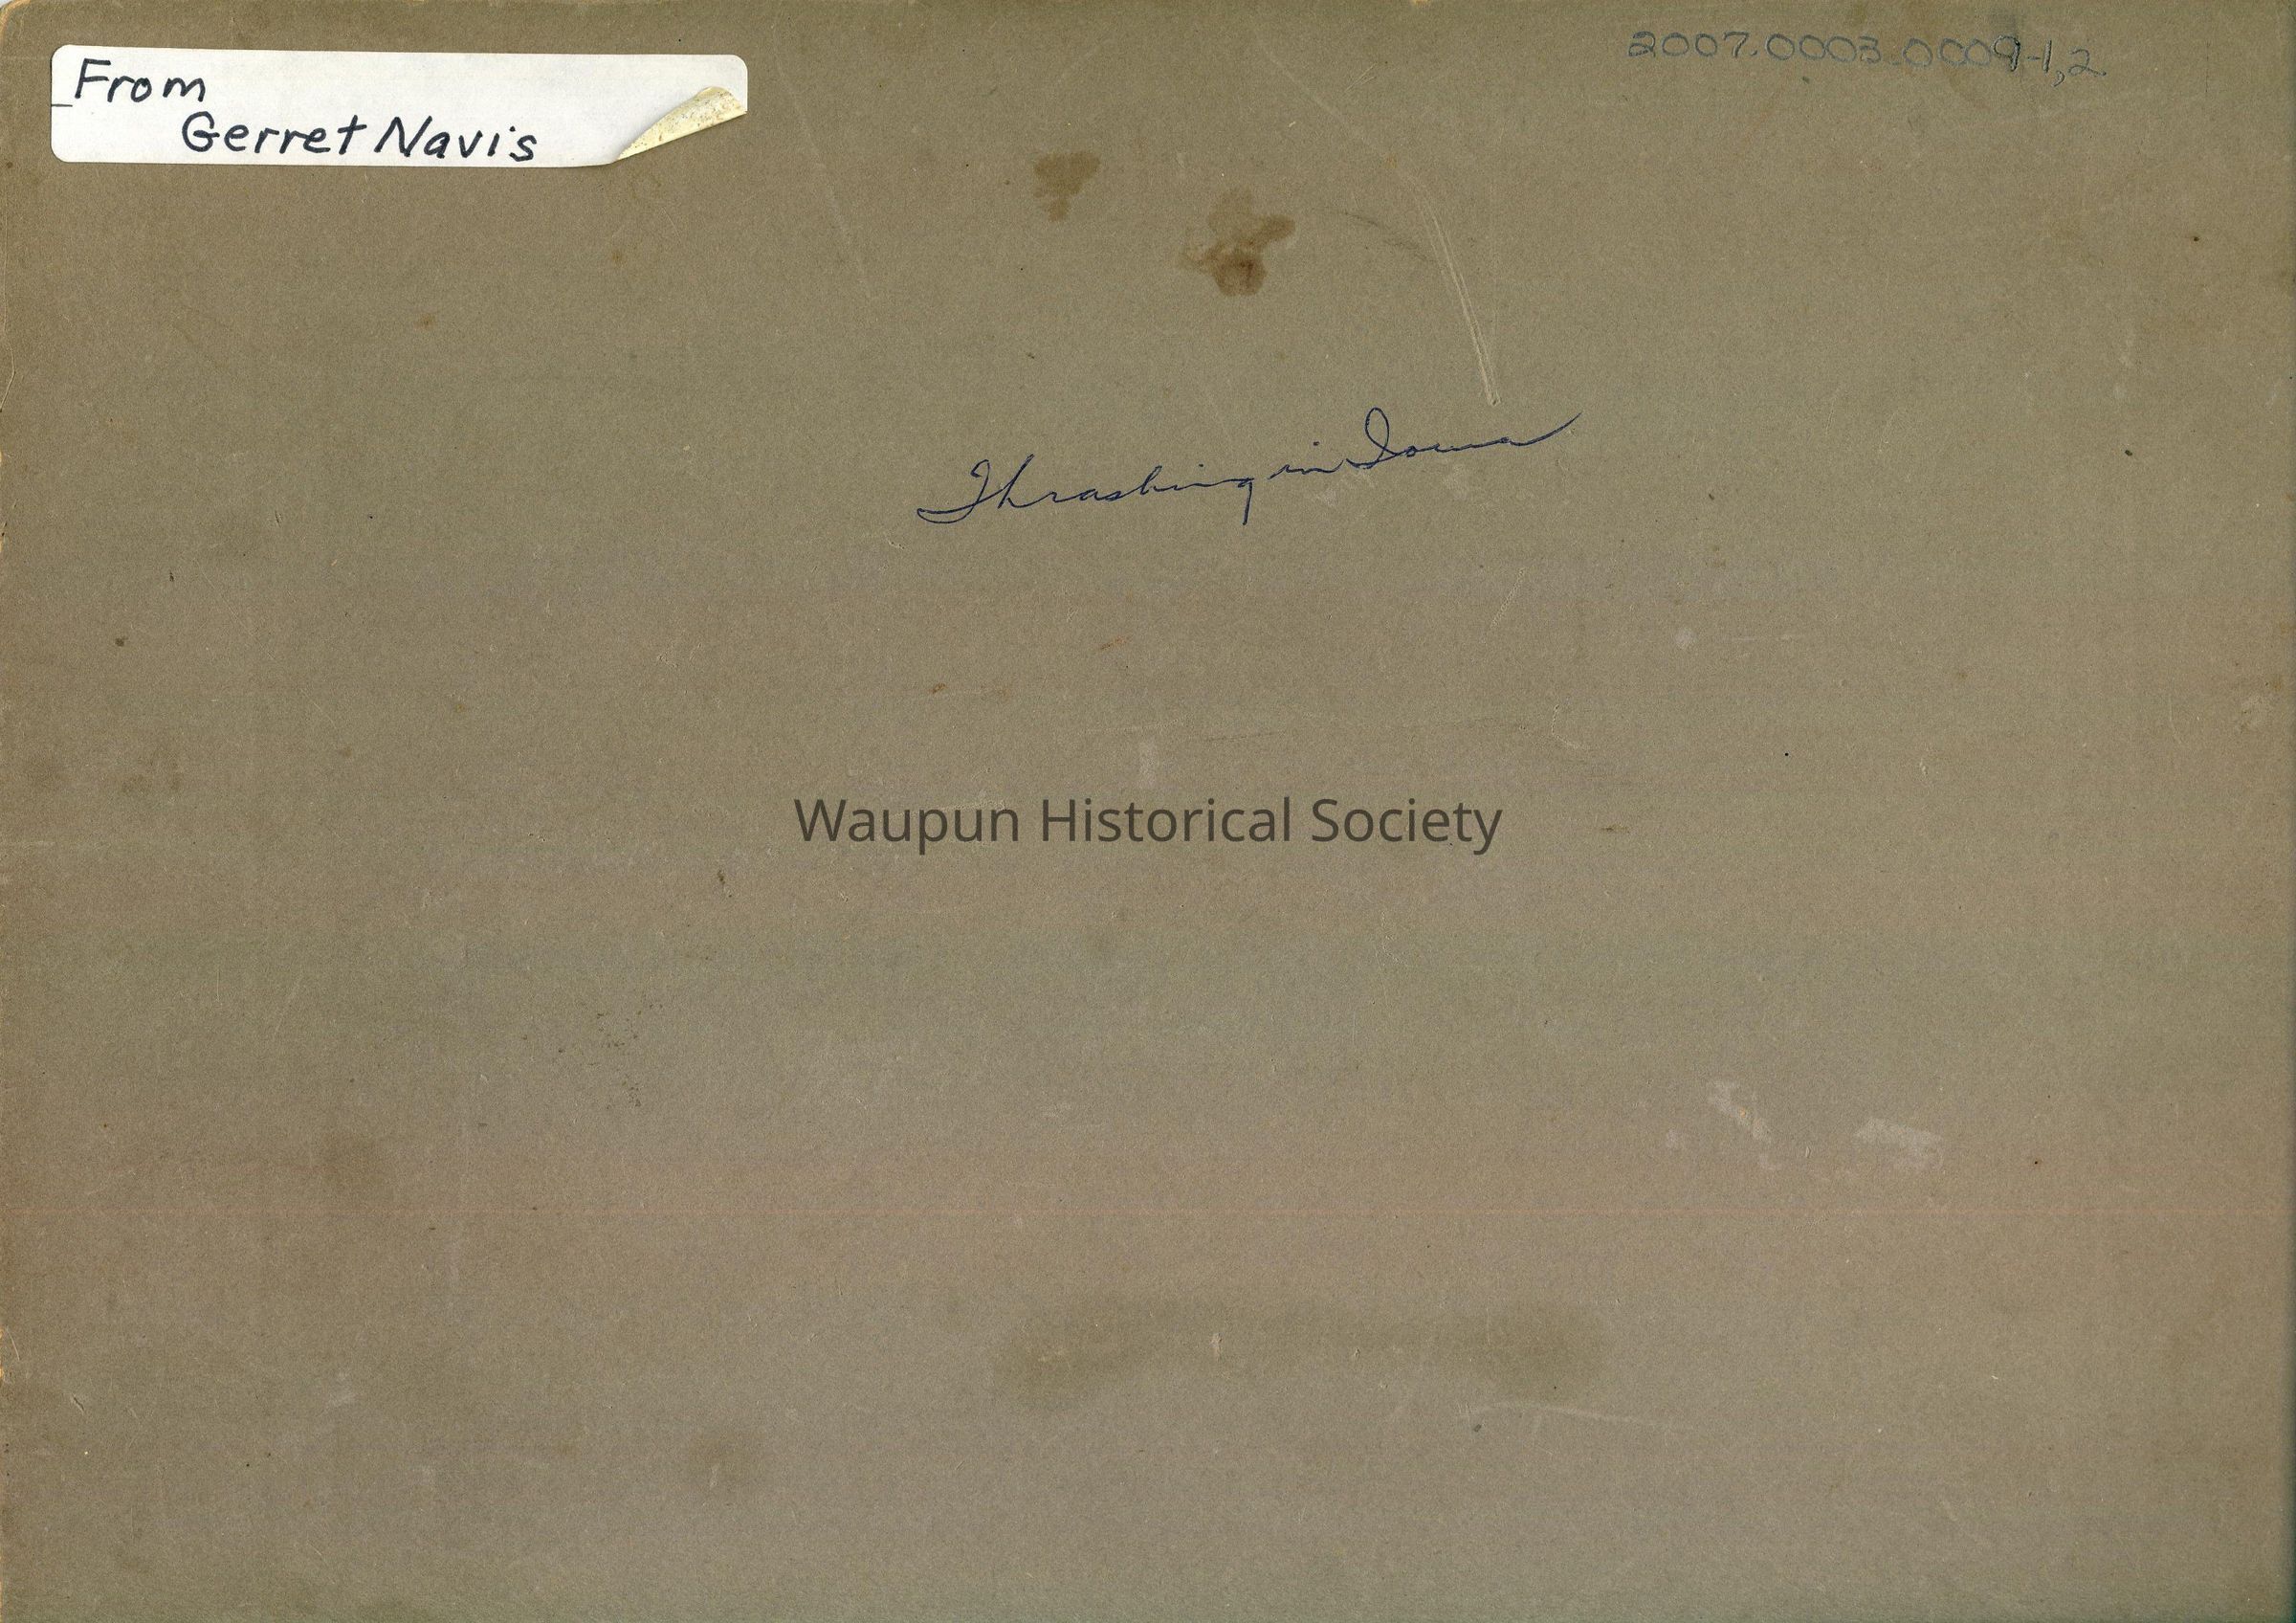 From
Gerret Navis
2007.0003.0009-1,2
Thrashing in Iowa
Waupun Historical Society